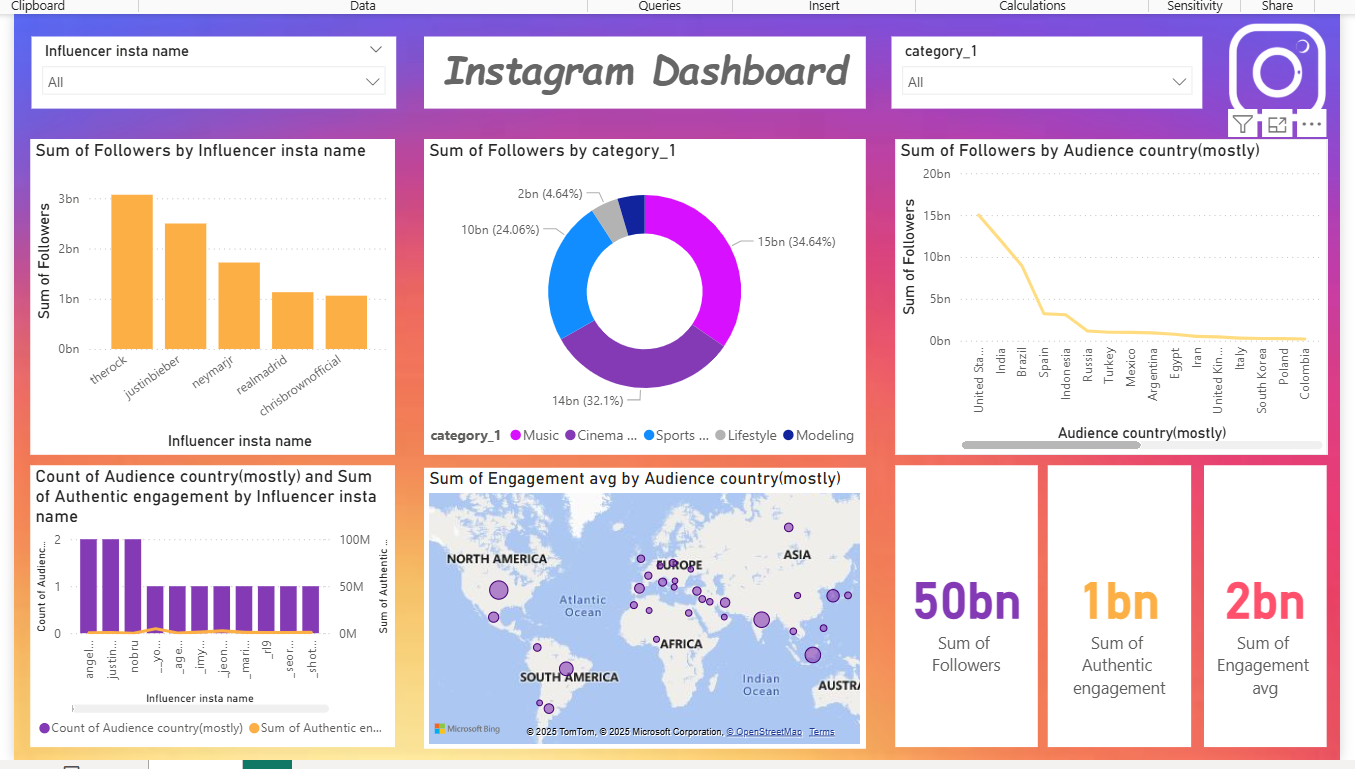 Clipboard
Data
Queries
Insert
Calculations
Sensitivity
Share
Influencer insta name
All
Instagram Dashboard
category_1
All
Sum of Followers by Influencer insta name
Sum of Followers
3bn
2bn
1bn
0bn
therock
justinbieber
neymarjr
realmadrid
chrisbrownofficial
Influencer insta name
Sum of Followers by category_1
2bn (4.64%)
10bn (24.06%)
15bn (34.64%)
14bn (32.1%)
category_1 Music Cinema ... Sports ... Lifestyle Modeling
Sum of Followers by Audience country(mostly)
Sum of Followers
20bn
15bn
10bn
5bn
0bn
United Sta...
India
Brazil
Spain
Indonesia
Russia
Turkey
Mexico
Argentina
Egypt
Iran
United Kin...
Italy
South Korea
Poland
Colombia
Audience country(mostly)
Count of Audience country(mostly) and Sum
of Authentic engagement by Influencer insta
name
Count of Audienc...
2
1
0
100M
50M
0M
Sum of Authentic ...
angel...
justin...
nobru
__yo...
_age...
_imy...
_jeon...
_mari...
_rl9
_seor...
_shot...
Influencer insta name
Count of Audience country(mostly) Sum of Authentic en...
Sum of Engagement avg by Audience country(mostly)
NORTH AMERICA
EUROPE
ASIA
Atlantic
Ocean
AFRICA
SOUTH AMERICA
Indian
Ocean
AUSTRA
Microsoft Bing
© 2025 TomTom, © 2025 Microsoft Corporation, © OpenStreetMap Terms
50bn
Sum of
Followers
1bn
Sum of
Authentic
engagement
2bn
Sum of
Engagement
avg